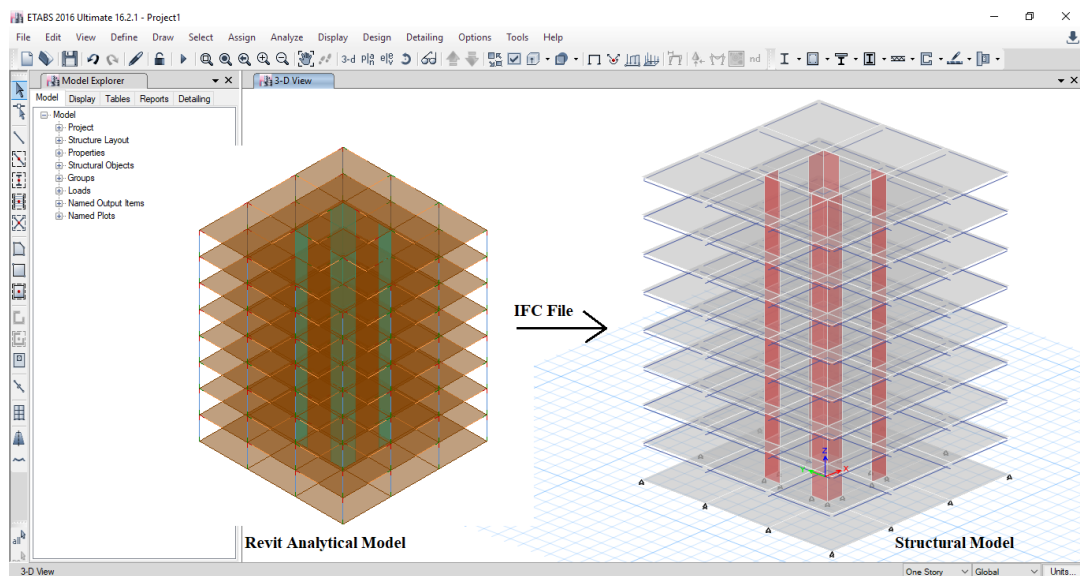 ETABS 2016 Ultimate 16.2.1 - Project1
File Edit View Define Draw Select Assign Analyze Display Design Detailing Options Tools Help
3-d nd
Model Explorer
3-D View
Model Display Tables Reports Detailing
Model
Project
Structure Layout
Properties
Structural Objects
Groups
Loads
Named Output Items
Named Plots
IFC File
Z
X
Revit Analytical Model
Structural Model
all
3-D View
One Story Global Units...